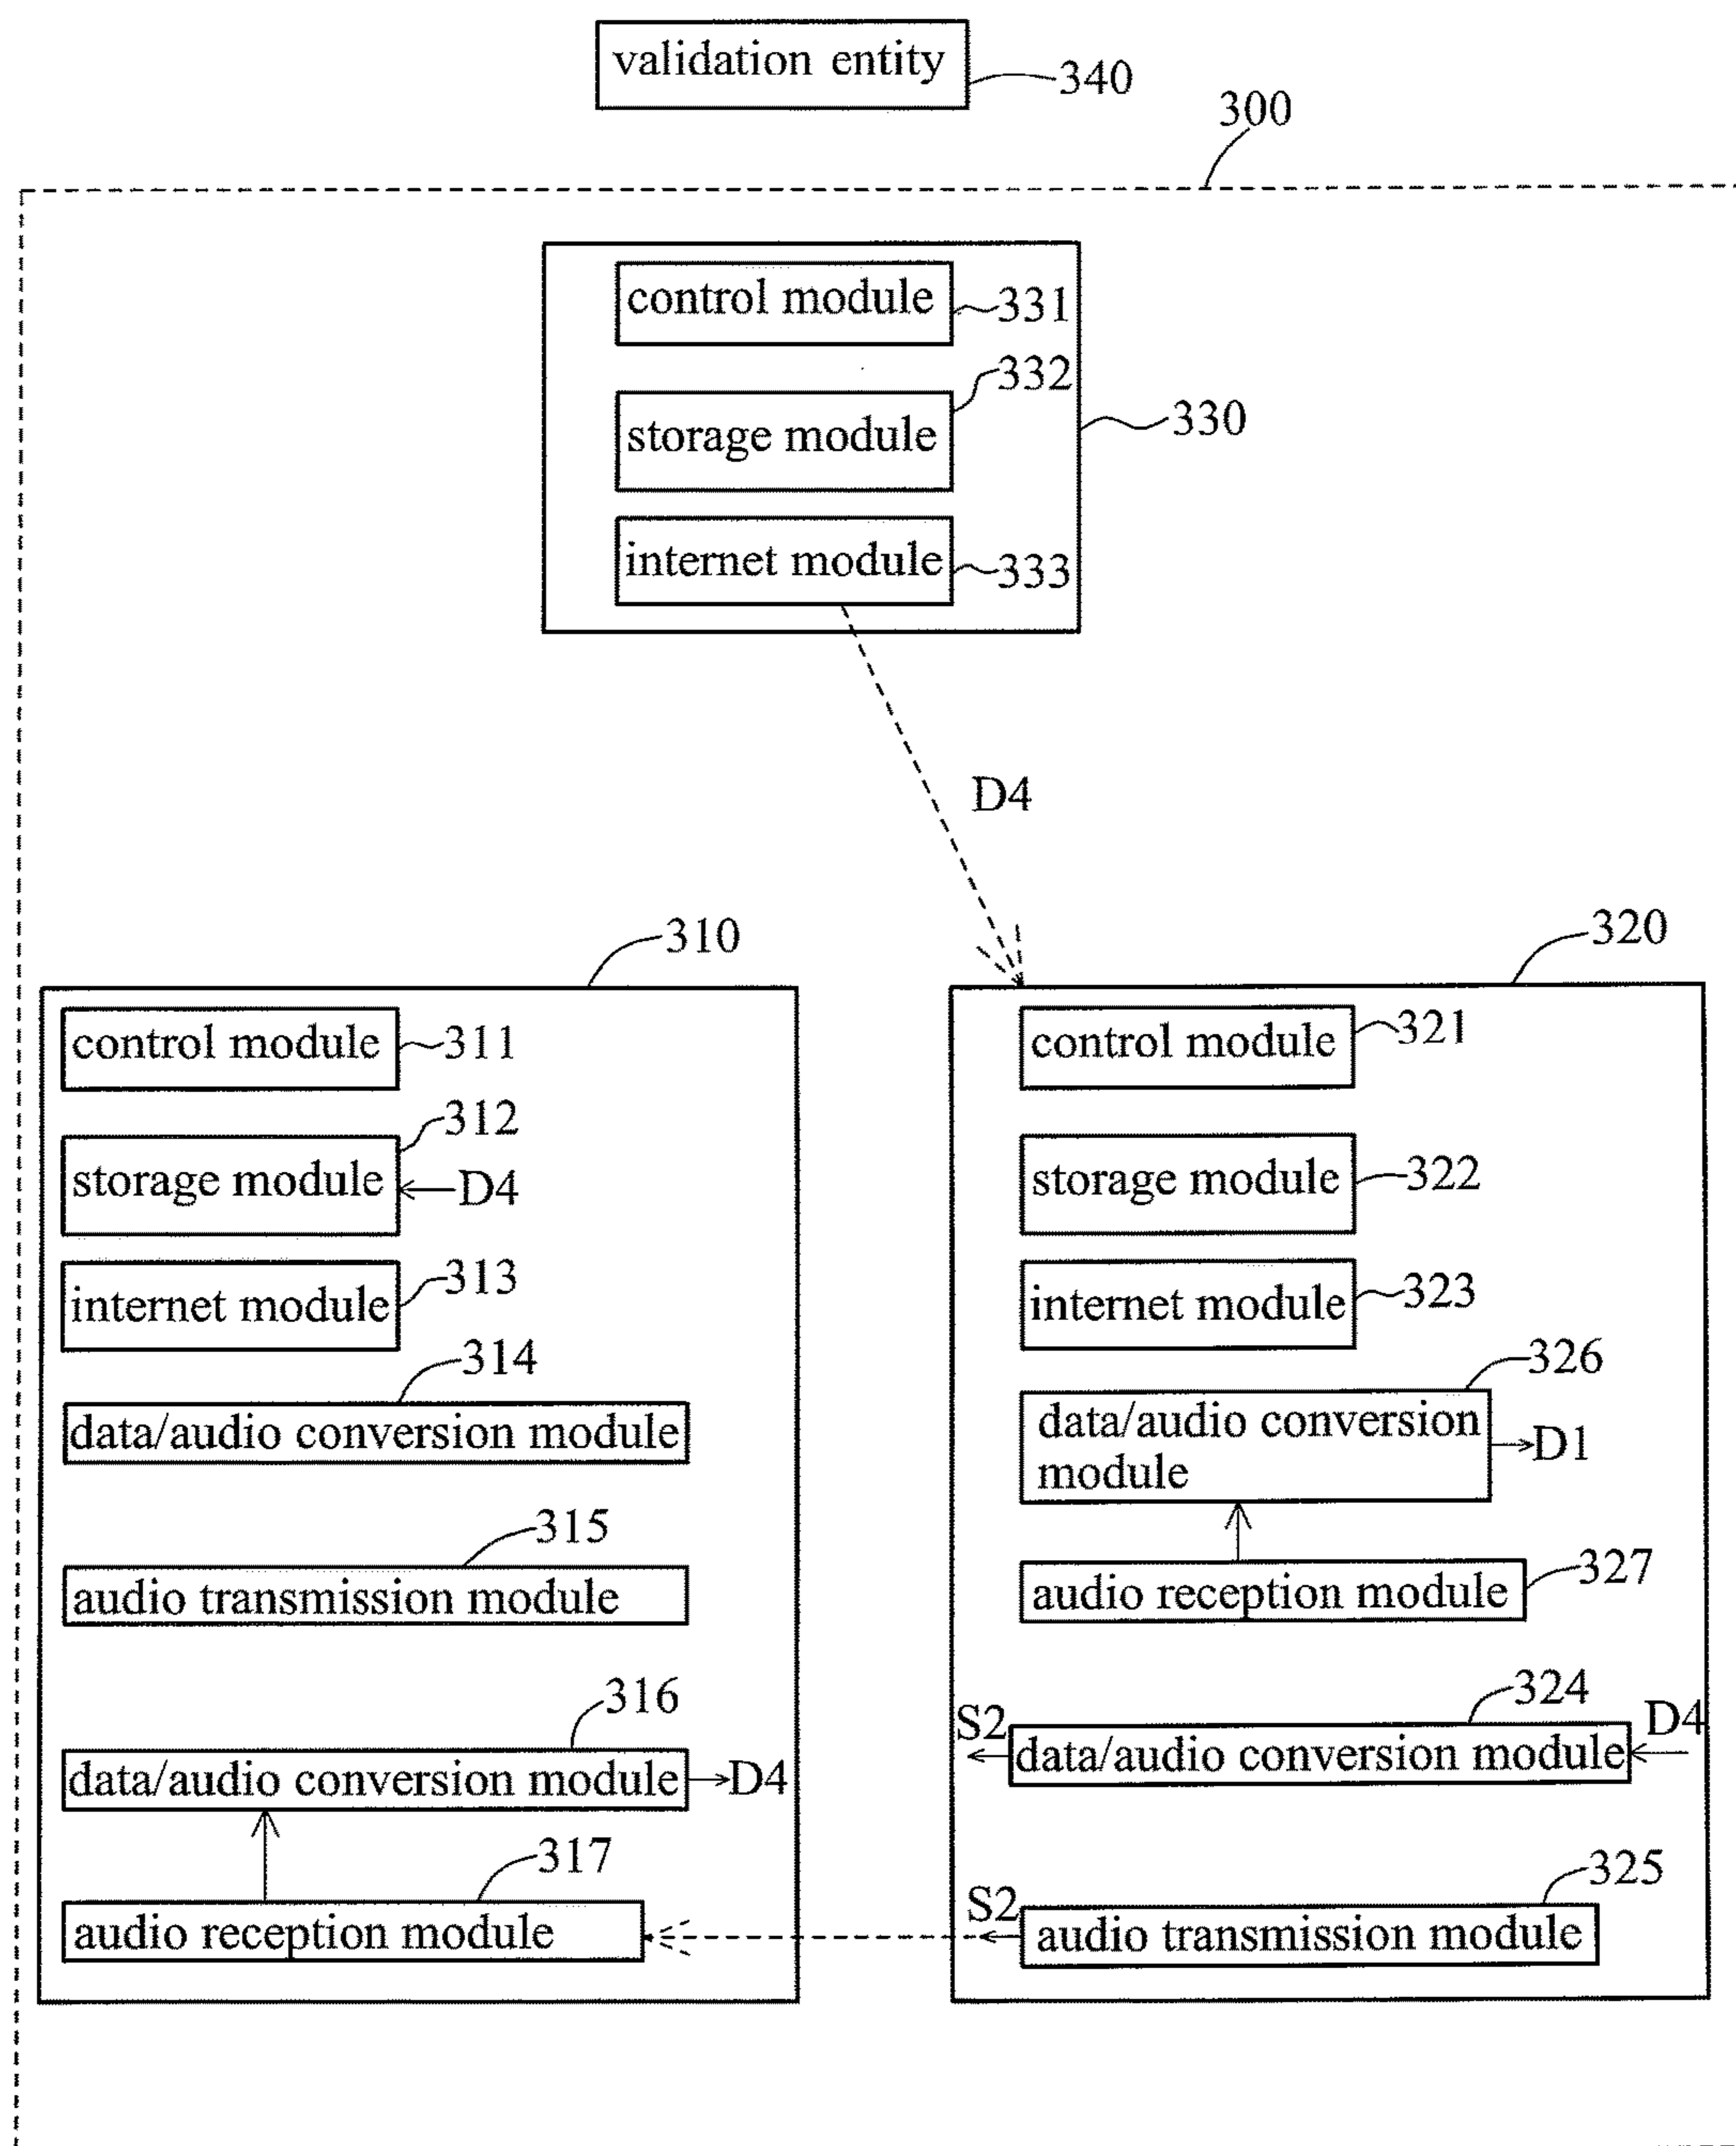 validation entity
340
300
control module
331
332
storage module
330
internet module
333
D4
310
320
control module
311
312
storage module
D4
internet module
313
314
data/audio conversion module
315
audio transmission module
316
data/audio conversion module
D4
317
audio reception module
control module
321
storage module
322
internet module
323
326
data/audio conversion
module
D1
audio reception module
327
324
S2
data/audio conversion module
D4
325
S2
audio transmission module